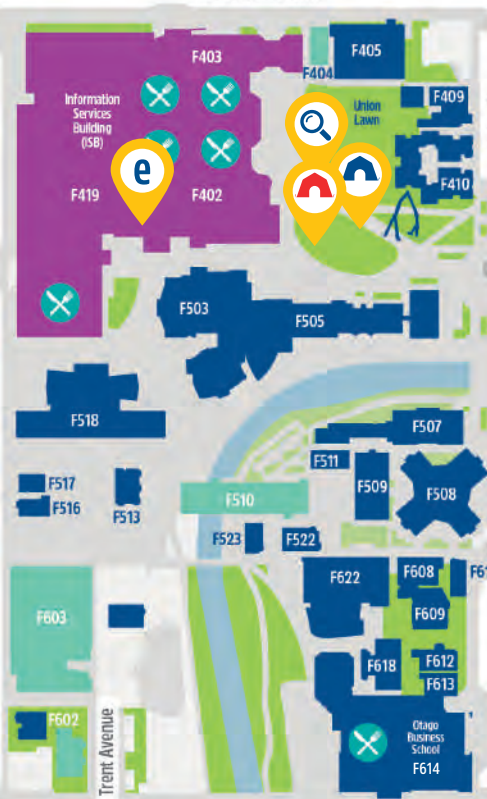 F403
F405
F404
Information
Services
Building
(ISB)
Union
Lawn
F409
e
F419
F402
F410
F503
F505
F518
F507
F511
F517
F516
F513
F509
F508
F510
F523
F522
F622
F608
F603
F609
F618
F612
F613
F602
Trent Avenue
Otago
Business
School
F614